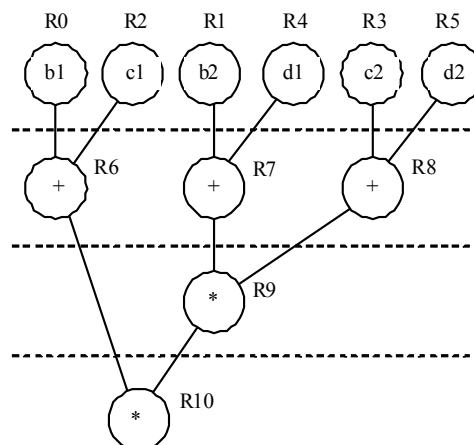 R0 R2 R1 R4 R3 R5
b1 c1 b2 d1 c2 d2
+ R6 + R7 + R8
* R9
* R10